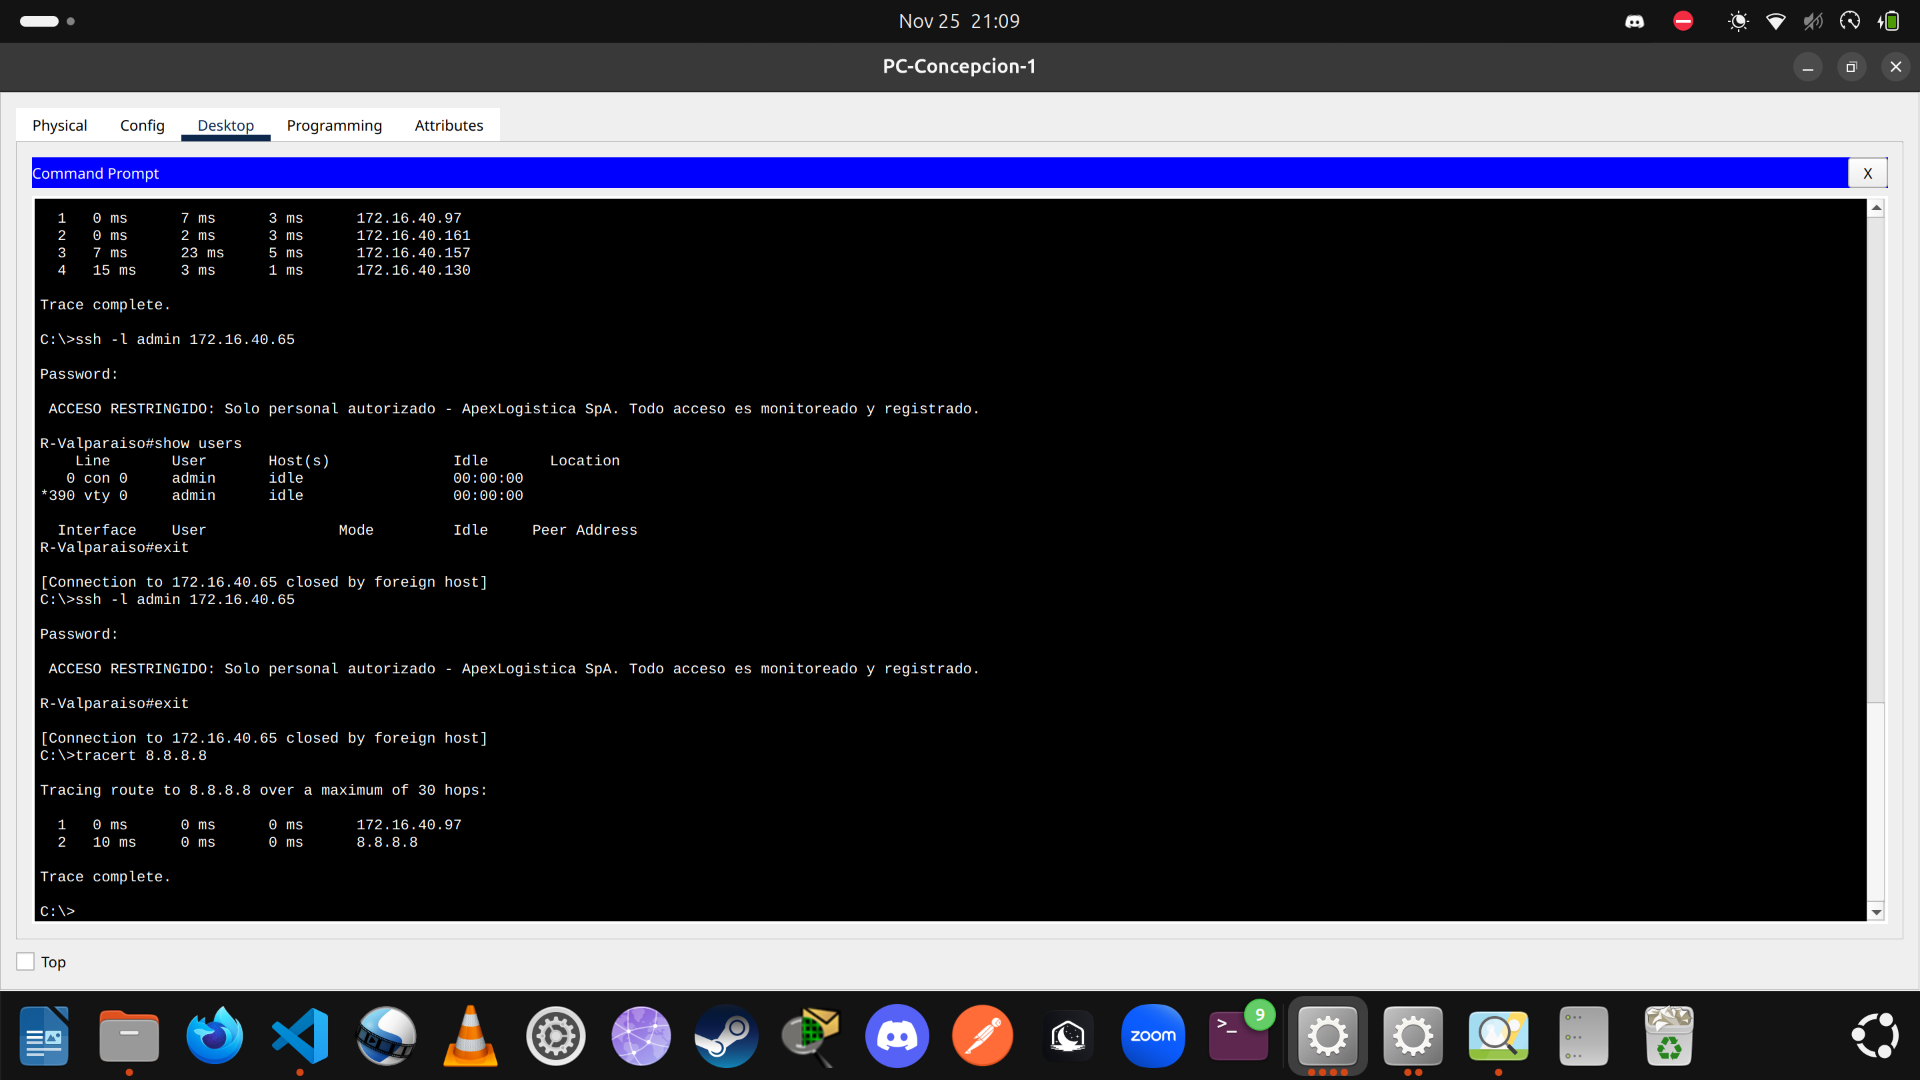 Nov 25 21:09
PC-Concepcion-1
Physical Config Desktop Programming Attributes
Command Prompt
X
1 0 ms 7 ms 3 ms 172.16.40.97
2 0 ms 2 ms 3 ms 172.16.40.161
3 7 ms 23 ms 5 ms 172.16.40.157
4 15 ms 3 ms 1 ms 172.16.40.130
Trace complete.
C:\>ssh -l admin 172.16.40.65
Password:
ACCESO RESTRINGIDO: Solo personal autorizado - ApexLogistica SpA. Todo acceso es monitoreado y registrado.
R-Valparaiso#show users
Line User Host(s) Idle Location
0 con 0 admin idle 00:00:00
*390 vty 0 admin idle 00:00:00
Interface User Mode Idle Peer Address
R-Valparaiso#exit
[Connection to 172.16.40.65 closed by foreign host]
C:\>ssh -l admin 172.16.40.65
Password:
ACCESO RESTRINGIDO: Solo personal autorizado - ApexLogistica SpA. Todo acceso es monitoreado y registrado.
R-Valparaiso#exit
[Connection to 172.16.40.65 closed by foreign host]
C:\>tracert 8.8.8.8
Tracing route to 8.8.8.8 over a maximum of 30 hops:
1 0 ms 0 ms 0 ms 172.16.40.97
2 10 ms 0 ms 0 ms 8.8.8.8
Trace complete.
C:\>
Top
zoom
>_
9